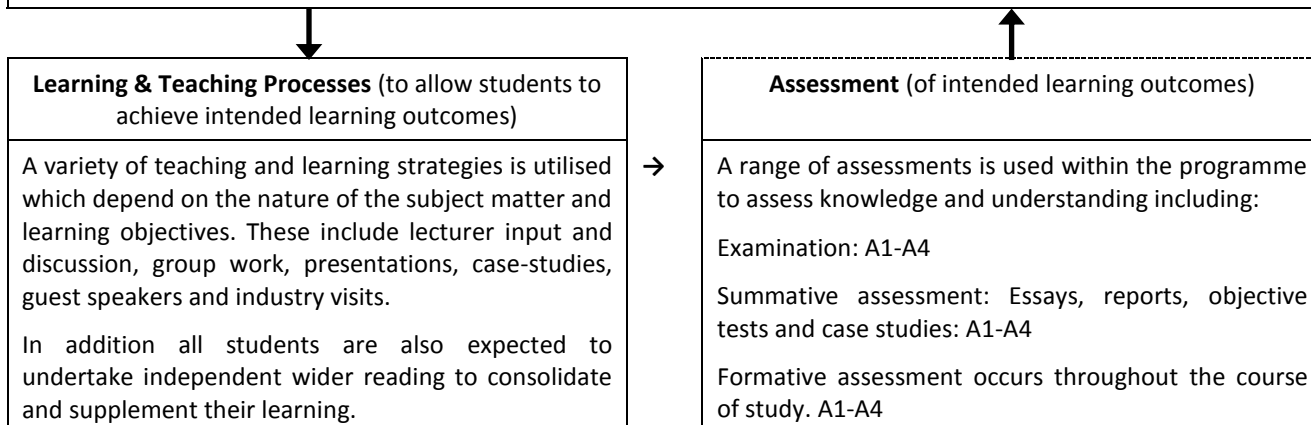 Learning & Teaching Processes (to allow students to
achieve intended learning outcomes)
A variety of teaching and learning strategies is utilised
which depend on the nature of the subject matter and
learning objectives. These include lecturer input and
discussion, group work, presentations, case-studies,
guest speakers and industry visits.
In addition all students are also expected to
undertake independent wider reading to consolidate
and supplement their learning.
→
Assessment (of intended learning outcomes)
A range of assessments is used within the programme
to assess knowledge and understanding including:
Examination: A1-A4
Summative assessment: Essays, reports, objective
tests and case studies: A1-A4
Formative assessment occurs throughout the course
of study. A1-A4